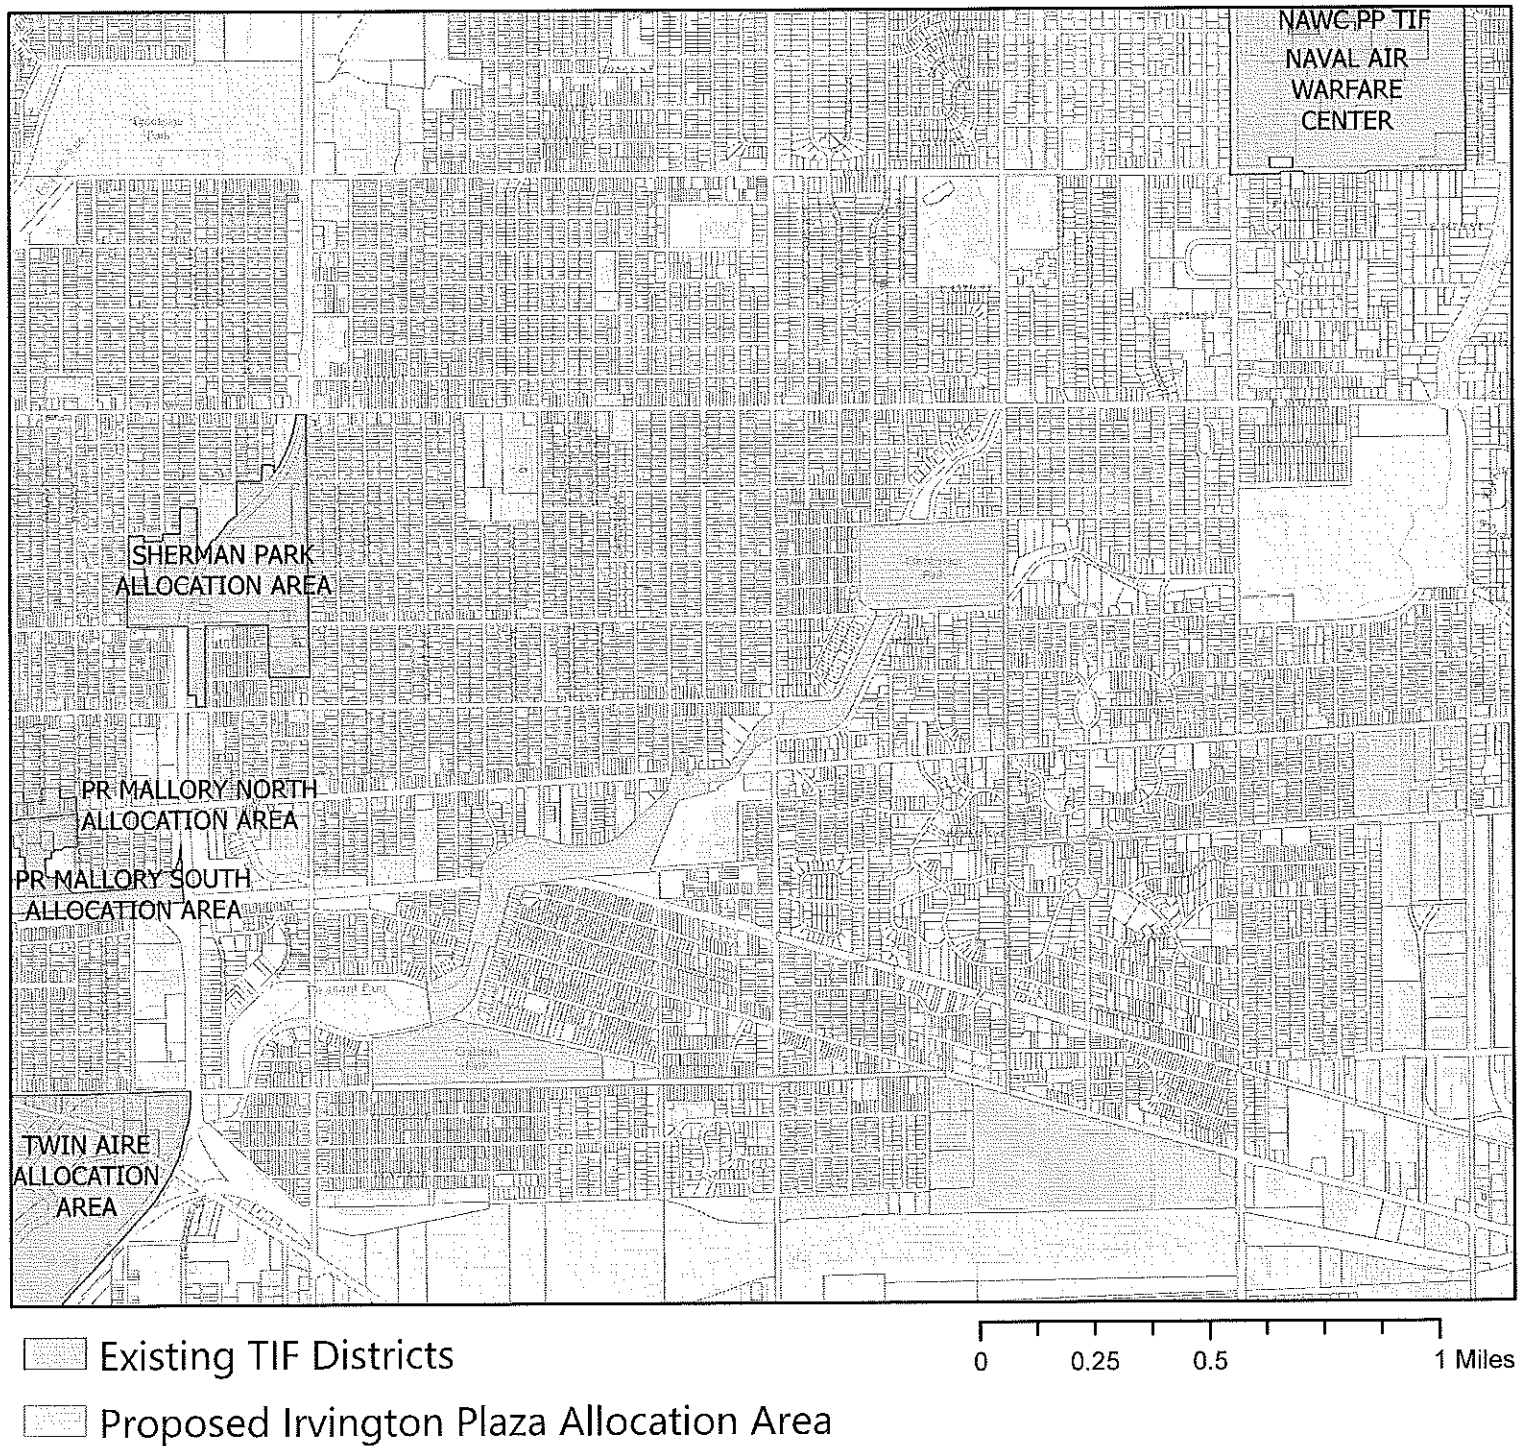 NAWC,PP TIF
NAVAL AIR
WARFARE
CENTER
SHERMAN PARK
ALLOCATION AREA
PR MALLORY NORTH
ALLOCATION AREA
PR MALLORY SOUTH
ALLOCATION AREA
Pleasant Run
TWIN AIRE
ALLOCATION
AREA
Existing TIF Districts
0 0.25 0.5 1 Miles
Proposed Irvington Plaza Allocation Area